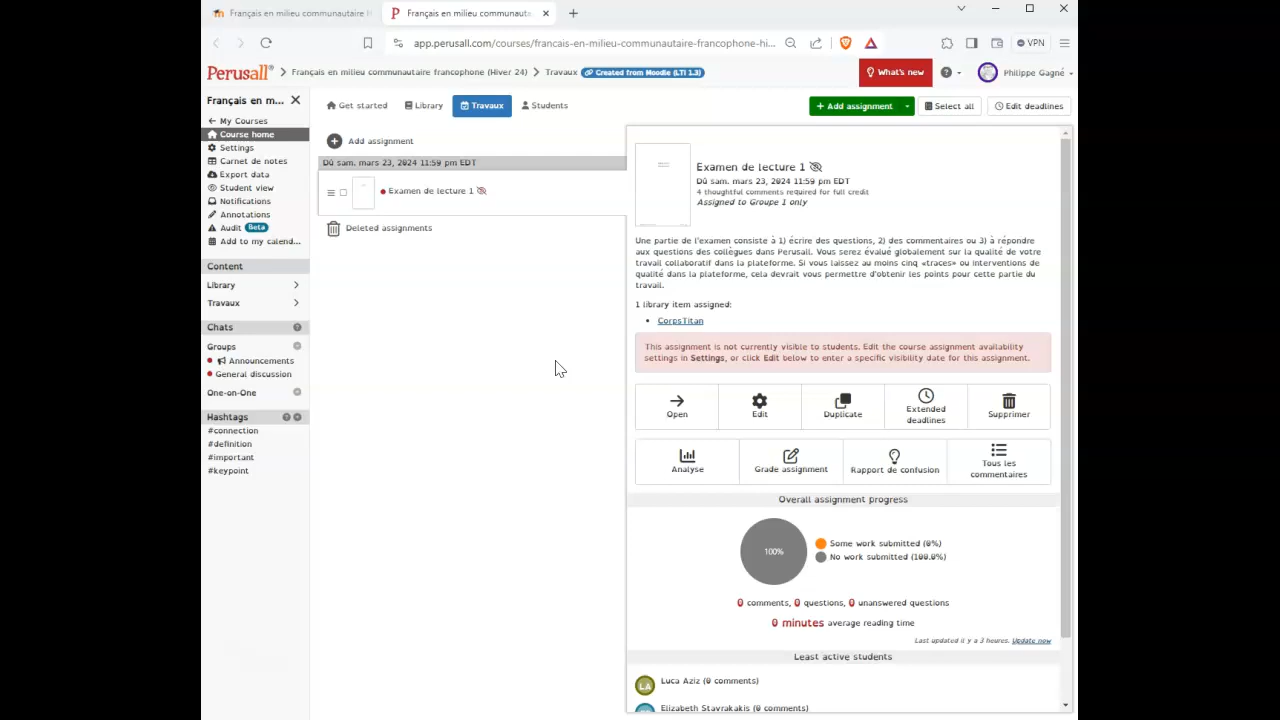 Français en milieu communautaire H
Français en milieu communauta
app.perusall.com/courses/francais-en-milieu-communautaire-francophone-hi...
VPN
Perusall®
Français en milieu communautaire francophone (Hiver 24)
Travaux
Created from Moodle (LTI 1.3)
What's new
Philippe Gagné
Français en m...
My Courses
Course home
Settings
Carnet de notes
Export data
Student view
Notifications
Annotations
Audit Beta
Add to my calend...
Content
Library
Travaux
Chats
Groups
Announcements
General discussion
One-on-One
Hashtags
#connection
#definition
#important
#keypoint
Get started
Library
Travaux
Students
+ Add assignment
Select all
Edit deadlines
Add assignment
Dû sam. mars 23, 2024 11:59 pm EDT
Examen de lecture 1
Deleted assignments
Examen de lecture 1
Dû sam. mars 23, 2024 11:59 pm EDT
4 thoughtful comments required for full credit
Assigned to Groupe 1 only
Une partie de l'examen consiste à 1) écrire des questions, 2) des commentaires ou 3) à répondre
aux questions des collègues dans Perusall. Vous serez évalué globalement sur la qualité de votre
travail collaboratif dans la plateforme. Si vous laissez au moins cinq «traces» ou interventions de
qualité dans la plateforme, cela devrait vous permettre d'obtenir les points pour cette partie du
travail.
1 library item assigned:
CorpsTitan
This assignment is not currently visible to students. Edit the course assignment availability
settings in Settings, or click Edit below to enter a specific visibility date for this assignment.
Open
Edit
Duplicate
Extended
deadlines
Supprimer
Analyse
Grade assignment
Rapport de confusion
Tous les
commentaires
Overall assignment progress
100%
Some work submitted (0%)
No work submitted (100.0%)
0 comments, 0 questions, 0 unanswered questions
0 minutes average reading time
Last updated il y a 3 heures. Update now
Least active students
LA
Luca Aziz (0 comments)
Elizabeth Stavrakakis (0 comments)